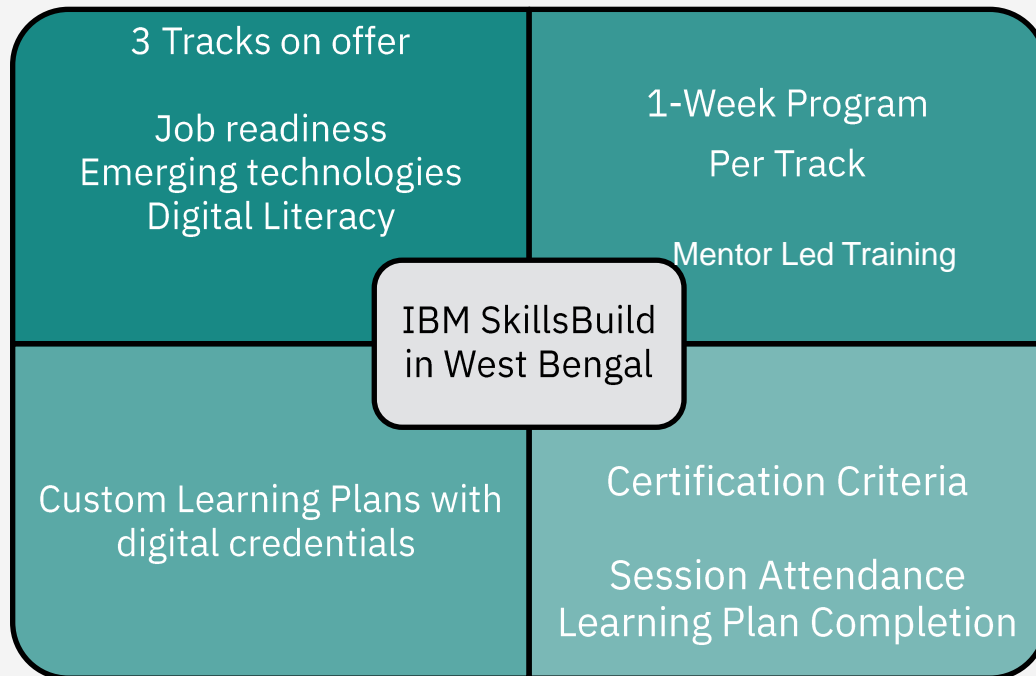 3 Tracks on offer
Job readiness
Emerging technologies
Digital Literacy
1-Week Program
Per Track
Mentor Led Training
IBM SkillsBuild
in West Bengal
Custom Learning Plans with
digital credentials
Certification Criteria
Session Attendance
Learning Plan Completion